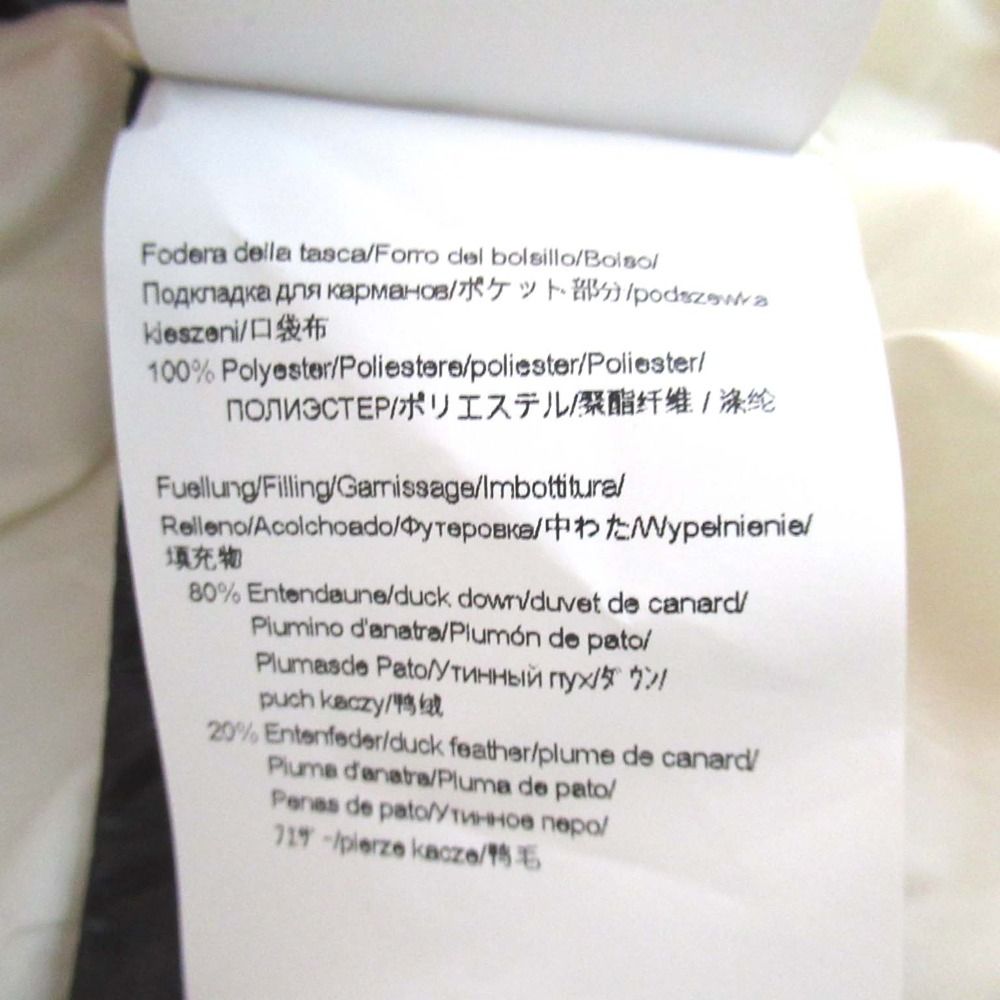 Fodera della tasca/Forro del bolsillo/Bolso/
Подкладка для карманов/ポケット部分/podszewka
kieszeni/口袋布
100% Polyester/Poliestere/poliester/Poliester/
ПОЛИЭСТЕР/ポリエステル/聚酯纤维 / 涤纶
Fuellung/Filling/Garnissage/Imbottitura/
Relleno/Acolchoado/Футеровка/中わた/Wypelnienie/
填充物
80% Entendaune/duck down/duvet de canard/
Piumino d'anatra/Plumón de pato/
Plumasde Pato/Утинный пух/ﾀﾞｳﾝ/
puch kaczy/鸭绒
20% Entenfeder/duck feather/plume de canard/
Piuma d'anatra/Pluma de pato/
Penas de pato/Утинное перо/
ﾌｪｻﾞｰ/pierze kacze/鸭毛